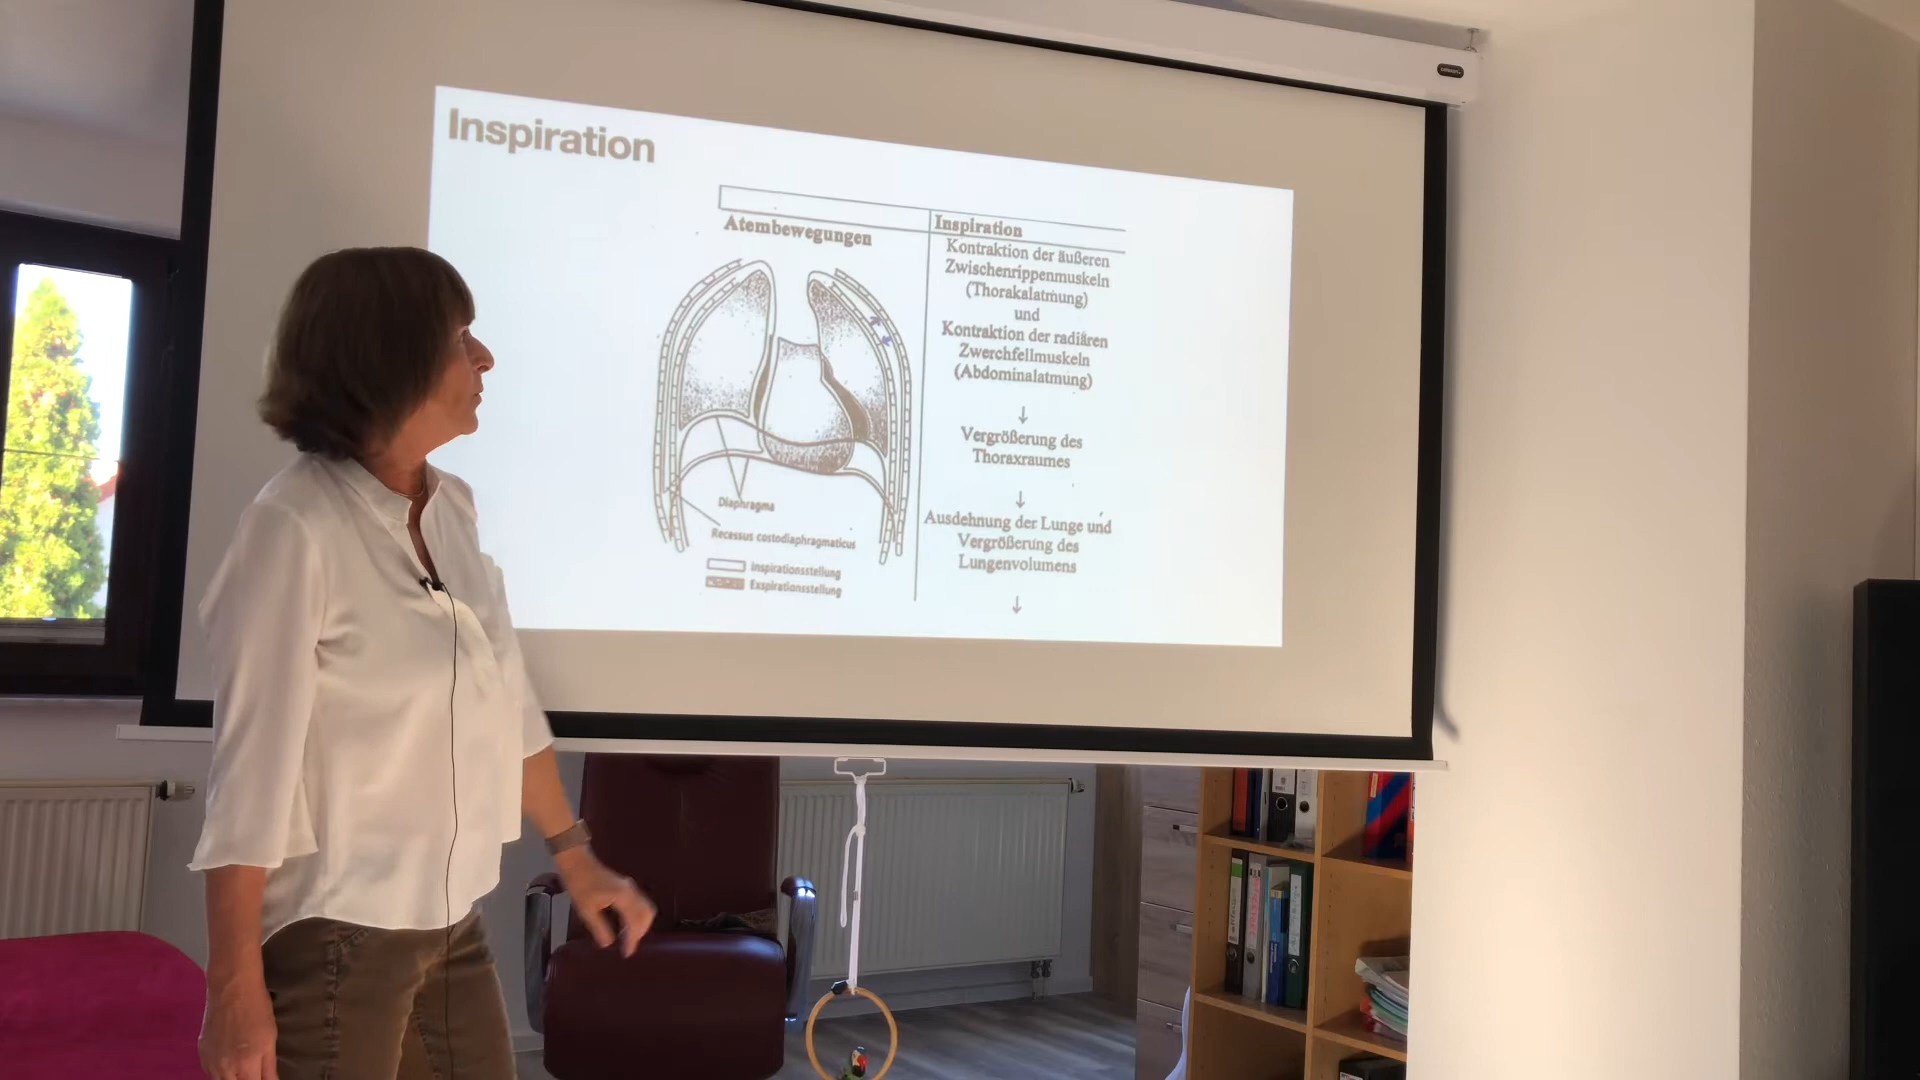 Inspiration
Atembewegungen
Diaphragma
Recessus costodiaphragmaticus
Inspirationsstellung
Exspirationsstellung
Inspiration
Kontraktion der äußeren
Zwischenrippenmuskeln
(Thorakalatmung)
und
Kontraktion der radiären
Zwerchfellmuskeln
(Abdominalatmung)
↓
Vergrößerung des
Thoraxraumes
↓
Ausdehnung der Lunge und
Vergrößerung des
Lungenvolumens
↓